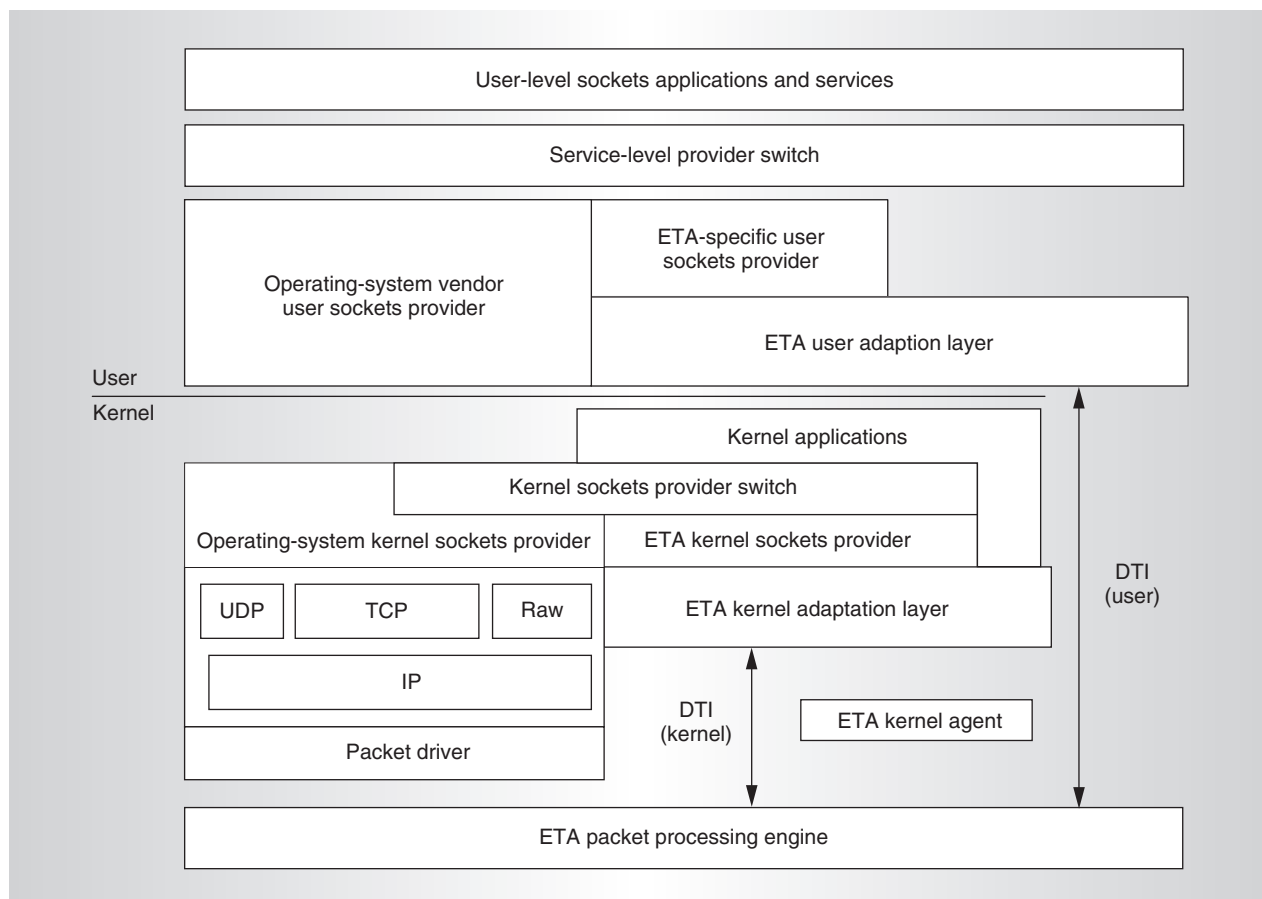 User-level sockets applications and services
Service-level provider switch
Operating-system vendor
user sockets provider
ETA-specific user
sockets provider
ETA user adaption layer
User
Kernel
Kernel applications
Kernel sockets provider switch
Operating-system kernel sockets provider
ETA kernel sockets provider
UDP
TCP
Raw
ETA kernel adaptation layer
DTI
(user)
IP
DTI
(kernel)
ETA kernel agent
Packet driver
ETA packet processing engine